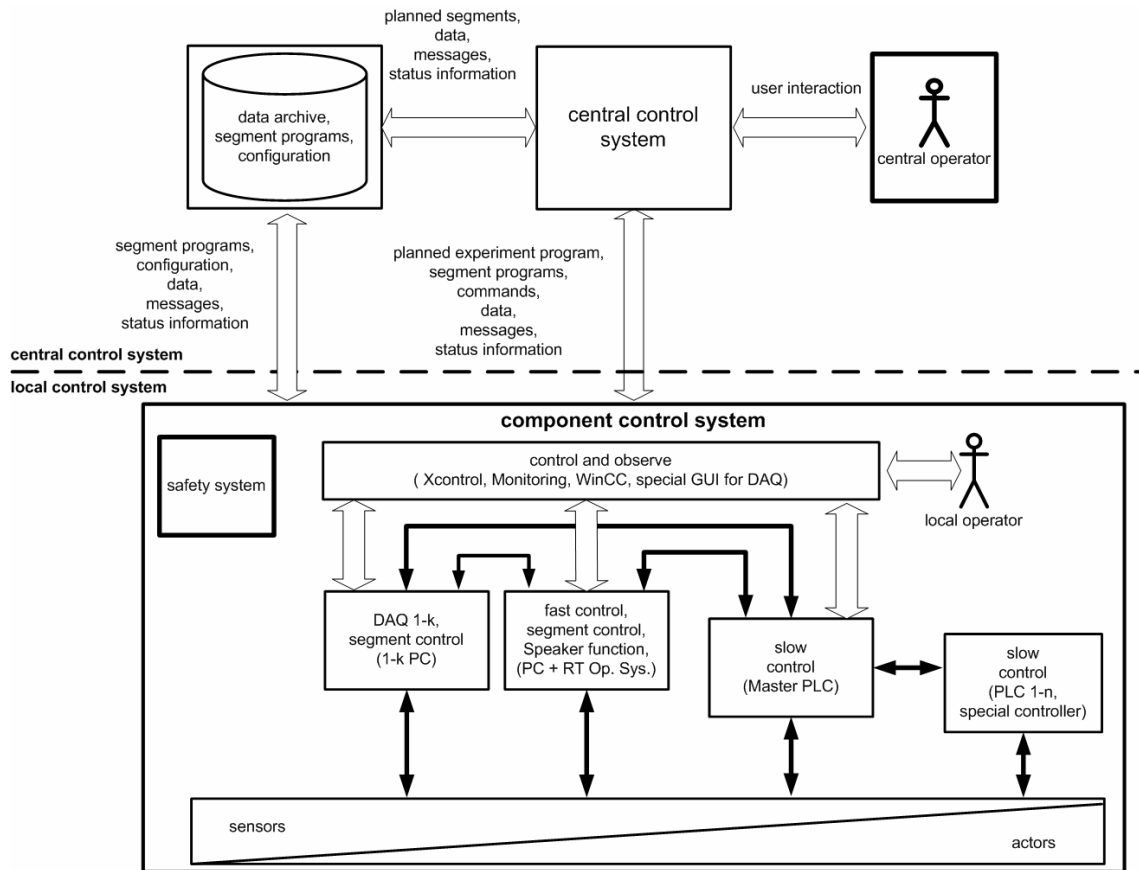 planned segments,
data,
messages,
status information
data archive,
segment programs,
configuration
central control
system
user interaction
central operator
segment programs,
configuration,
data,
messages,
status information
planned experiment program,
segment programs,
commands,
data,
messages,
status information
central control system
local control system
component control system
safety system
control and observe
( Xcontrol, Monitoring, WinCC, special GUI for DAQ)
local operator
DAQ 1-k,
segment control
(1-k PC)
fast control,
segment control,
Speaker function,
(PC + RT Op. Sys.)
slow
control
(Master PLC)
slow
control
(PLC 1-n,
special controller)
sensors
actors